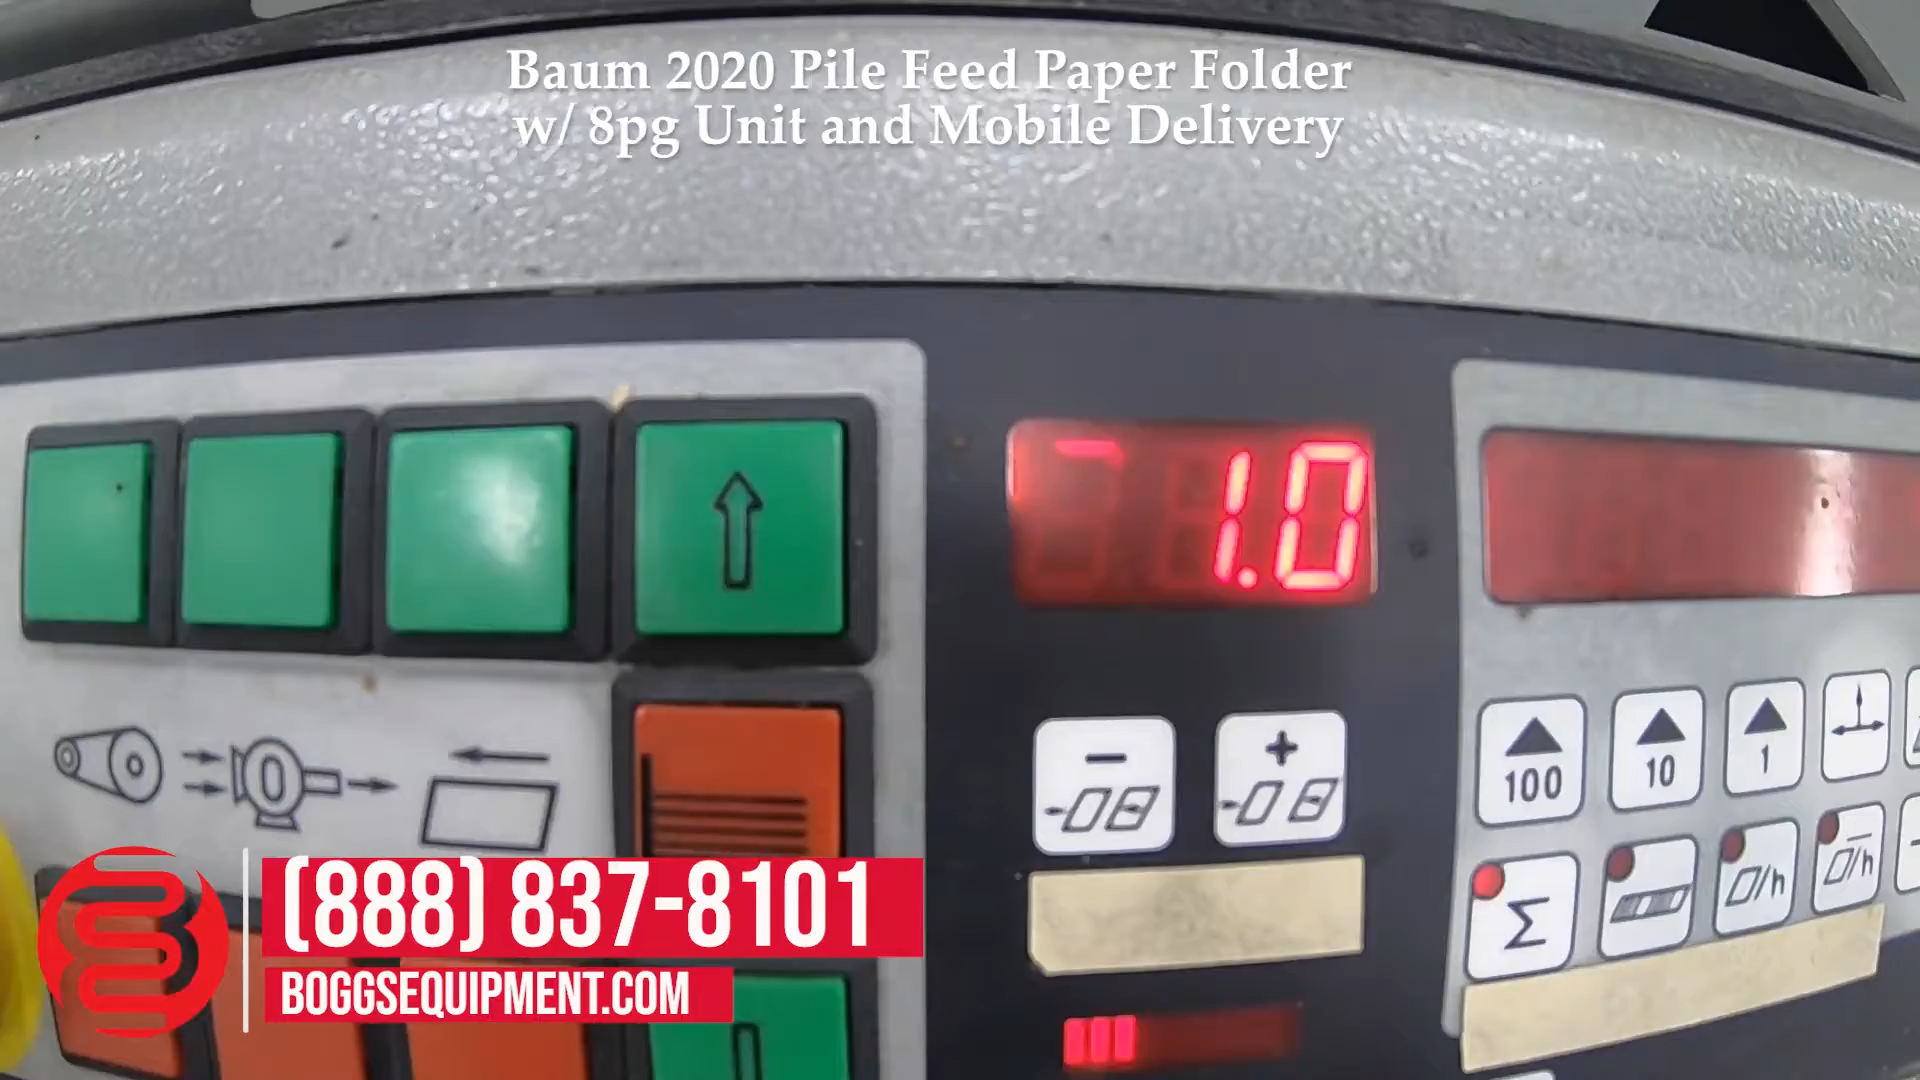 Baum 2020 Pile Feed Paper Folder
w/ 8pg Unit and Mobile Delivery
1.0
-
+
100
10
1
Σ
/h
/h
(888) 837-8101
BOGGSEQUIPMENT.COM